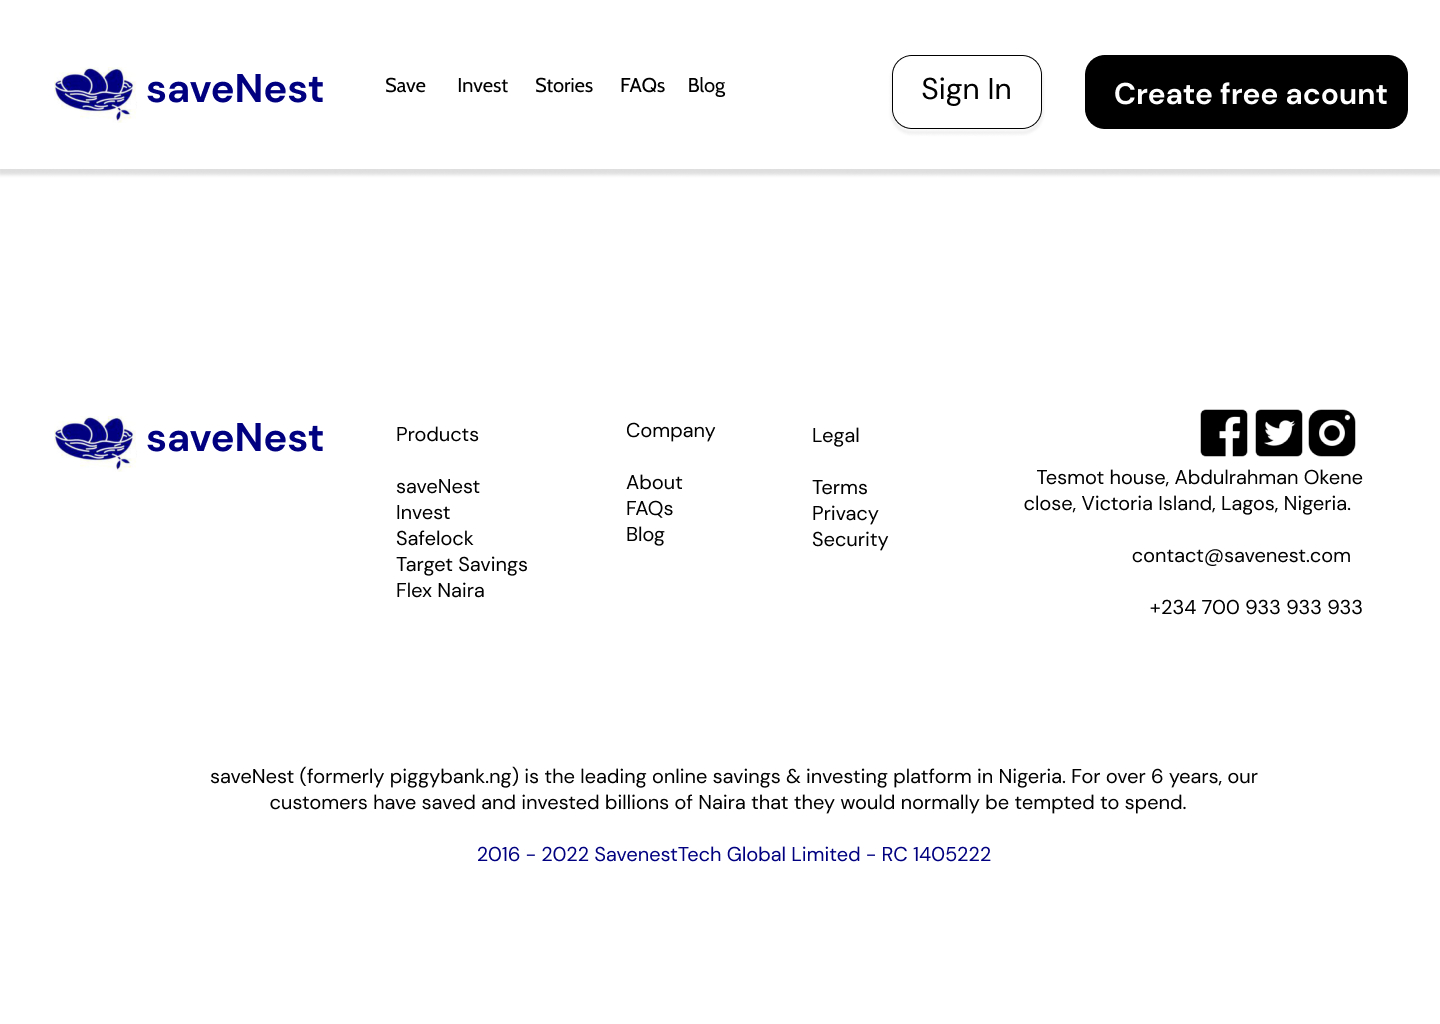 saveNest
Save Invest Stories FAQs Blog
Sign In
Create free acount
saveNest
Products
saveNest
Invest
Safelock
Target Savings
Flex Naira
Company
About
FAQs
Blog
Legal
Terms
Privacy
Security
Tesmot house, Abdulrahman Okene
close, Victoria Island, Lagos, Nigeria.
contact@savenest.com
+234 700 933 933 933
saveNest (formerly piggybank.ng) is the leading online savings & investing platform in Nigeria. For over 6 years, our
customers have saved and invested billions of Naira that they would normally be tempted to spend.
2016 - 2022 SavenestTech Global Limited - RC 1405222